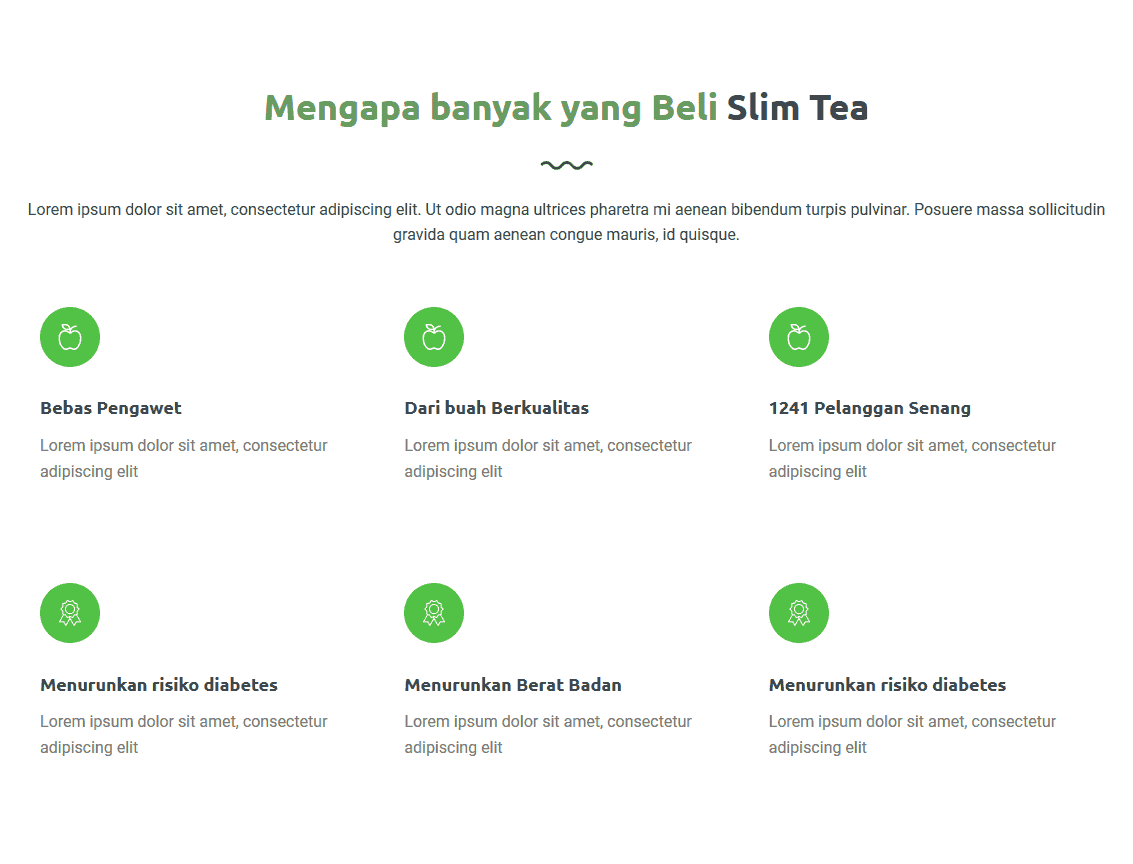 Mengapa banyak yang Beli Slim Tea
Lorem ipsum dolor sit amet, consectetur adipiscing elit. Ut odio magna ultrices pharetra mi aenean bibendum turpis pulvinar. Posuere massa sollicitudin
gravida quam aenean congue mauris, id quisque.
Bebas Pengawet
Lorem ipsum dolor sit amet, consectetur
adipiscing elit
Dari buah Berkualitas
Lorem ipsum dolor sit amet, consectetur
adipiscing elit
1241 Pelanggan Senang
Lorem ipsum dolor sit amet, consectetur
adipiscing elit
Menurunkan risiko diabetes
Lorem ipsum dolor sit amet, consectetur
adipiscing elit
Menurunkan Berat Badan
Lorem ipsum dolor sit amet, consectetur
adipiscing elit
Menurunkan risiko diabetes
Lorem ipsum dolor sit amet, consectetur
adipiscing elit